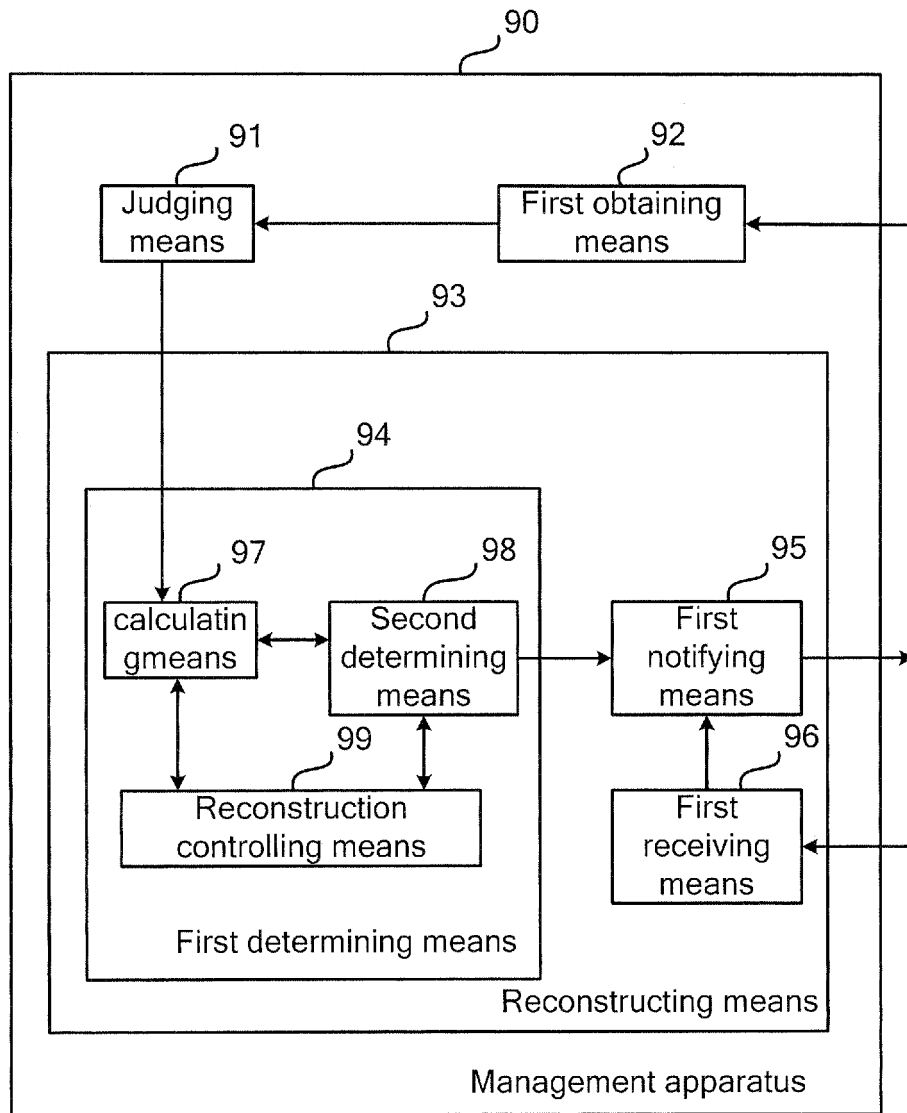 90
91
92
Judging
means
First obtaining
means
93
94
97
98
95
calculatin
gmeans
Second
determining
means
First
notifying
means
99
96
Reconstruction
controlling means
First
receiving
means
First determining means
Reconstructing means
Management apparatus